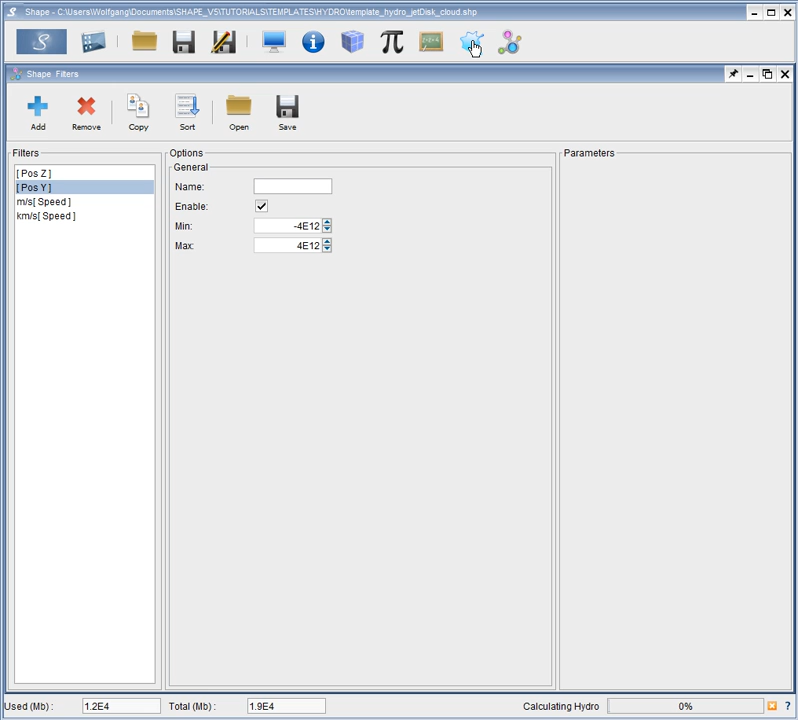 Shape - C:\Users\Wolfgang\Documents\SHAPE_V5\TUTORIALS\TEMPLATES\HYDRO\template_hydro_jetDisk_cloud.shp
Shape Filters
Add Remove Copy Sort Open Save
Filters Options Parameters
[ Pos Z ]
[ Pos Y ]
m/s[ Speed ]
km/s[ Speed ]
General
Name:
Enable:
Min: -4E12
Max: 4E12
Used (Mb) : 1.2E4 Total (Mb) : 1.9E4 Calculating Hydro 0% ?